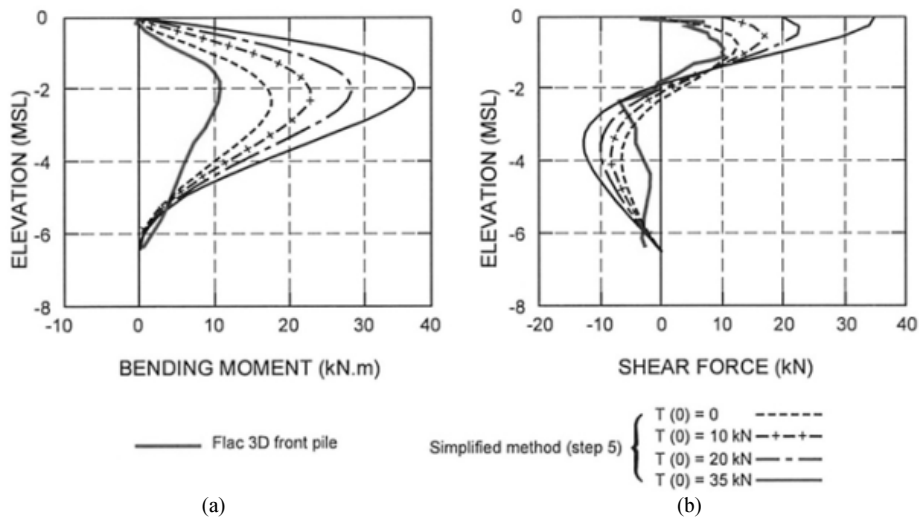 0
-2
-4
-6
-8
ELEVATION (MSL)
-10 0 10 20 30 40
BENDING MOMENT (kN.m)
0
-2
-4
-6
-8
ELEVATION (MSL)
-20 -10 0 10 20 30 40
SHEAR FORCE (kN)
Flac 3D front pile
Simplified method (step 5)
T (0) = 0
T (0) = 10 kN
T (0) = 20 kN
T (0) = 35 kN
(a)
(b)